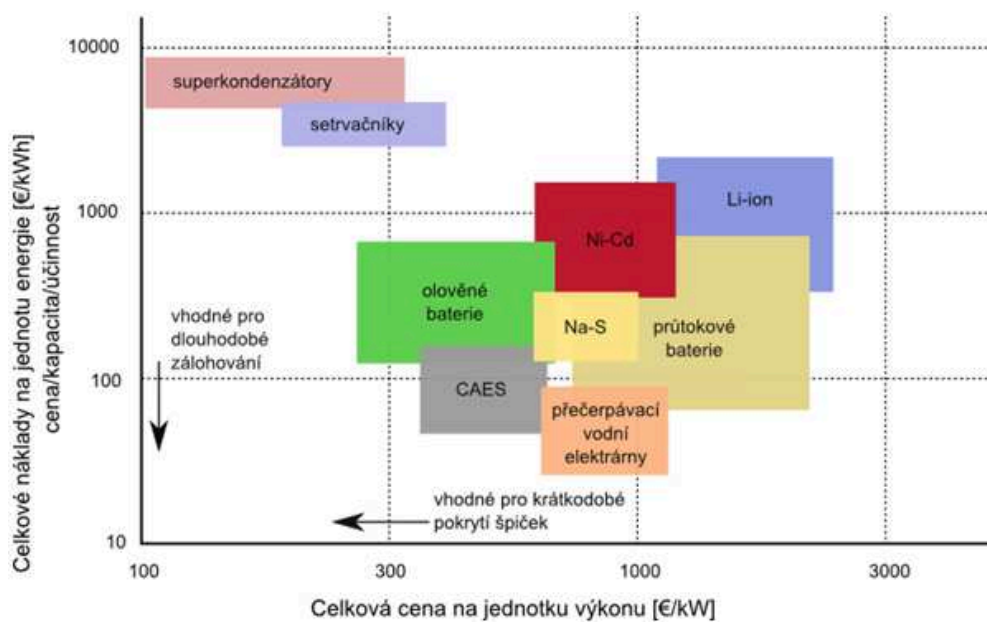 Celkové náklady na jednotu energie [€/kWh]
cena/kapacita/účinnost
10000
1000
100
10
superkondenzátory
setrvačníky
Li-ion
Ni-Cd
olověné
baterie
Na-S
průtokové
baterie
CAES
přečerpávací
vodní
elektrárny
vhodné pro
dlouhodobé
zálohování
vhodné pro krátkodobé
pokrytí špiček
100
300
1000
3000
Celková cena na jednotku výkonu [€/kW]